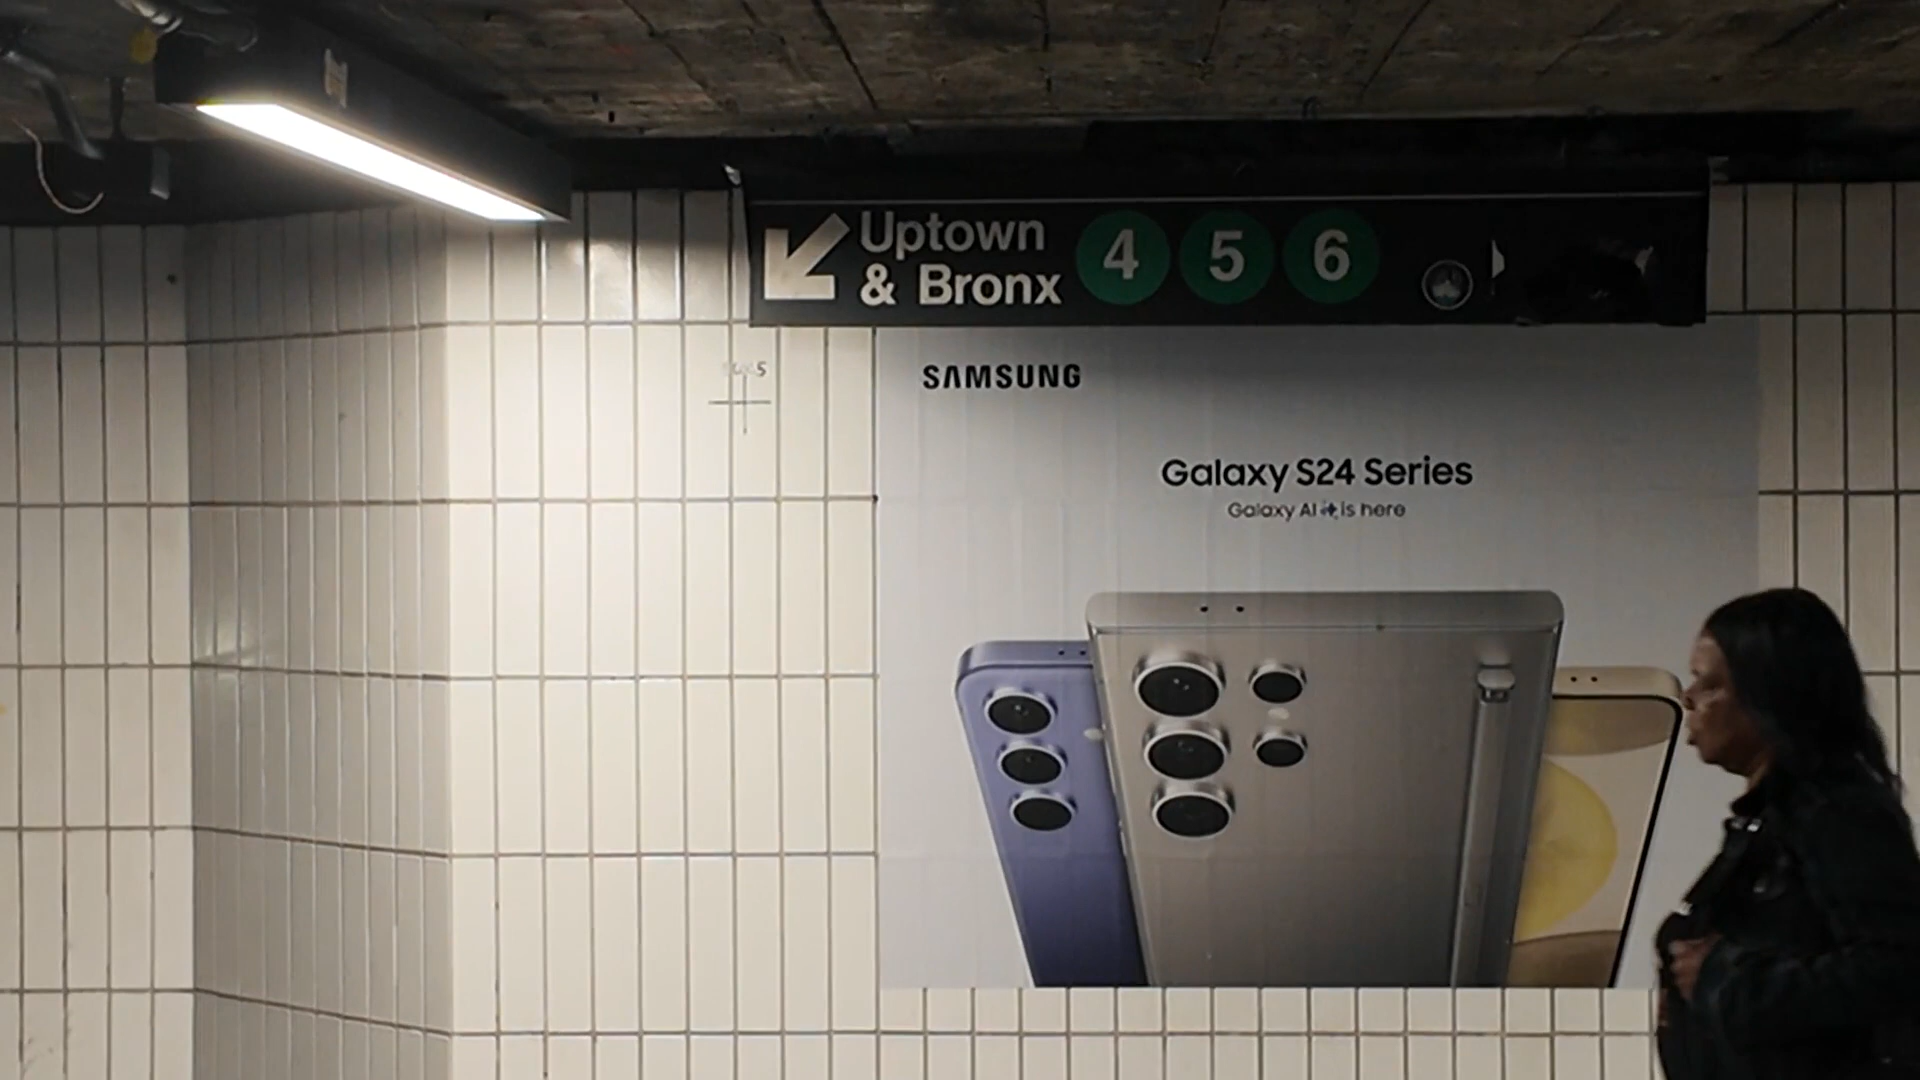 Uptown
& Bronx
4 5 6
SAMSUNG
Galaxy S24 Series
Galaxy AI is here